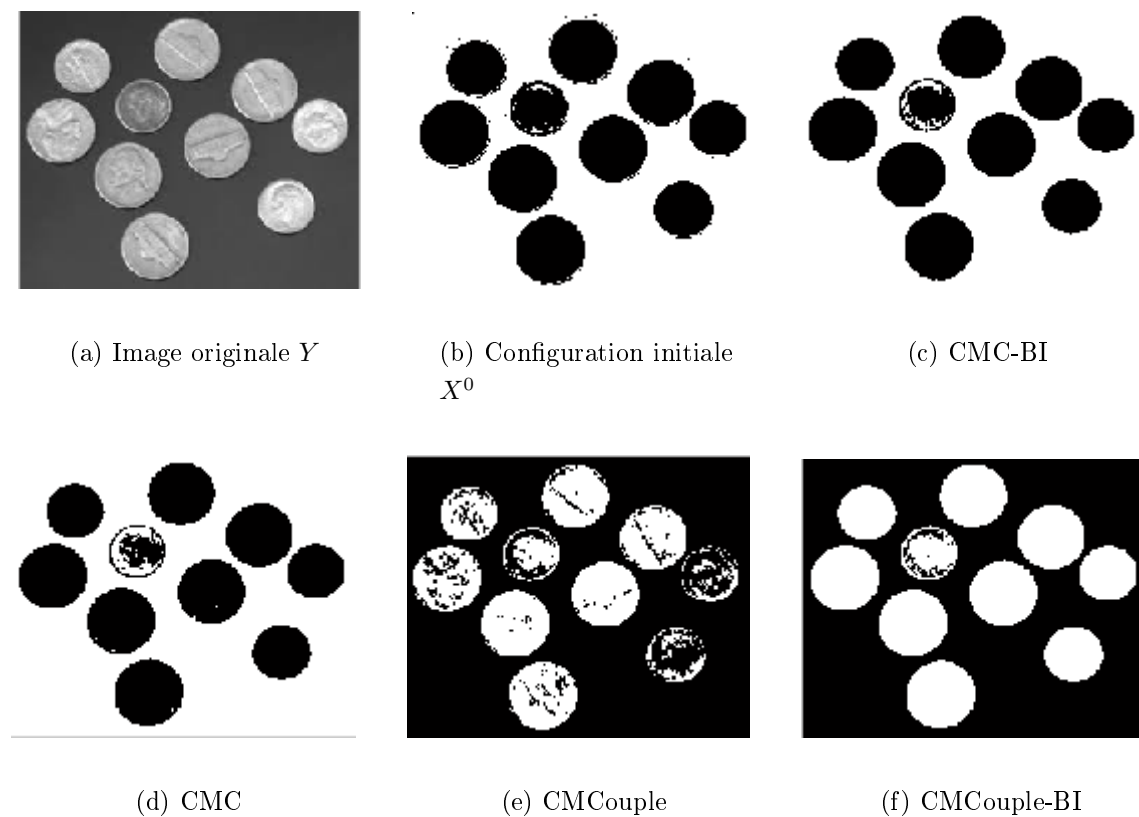 (a) Image originale Y
(b) Configuration initiale
X⁰
(c) CMC-BI
(d) CMC
(e) CMCouple
(f) CMCouple-BI